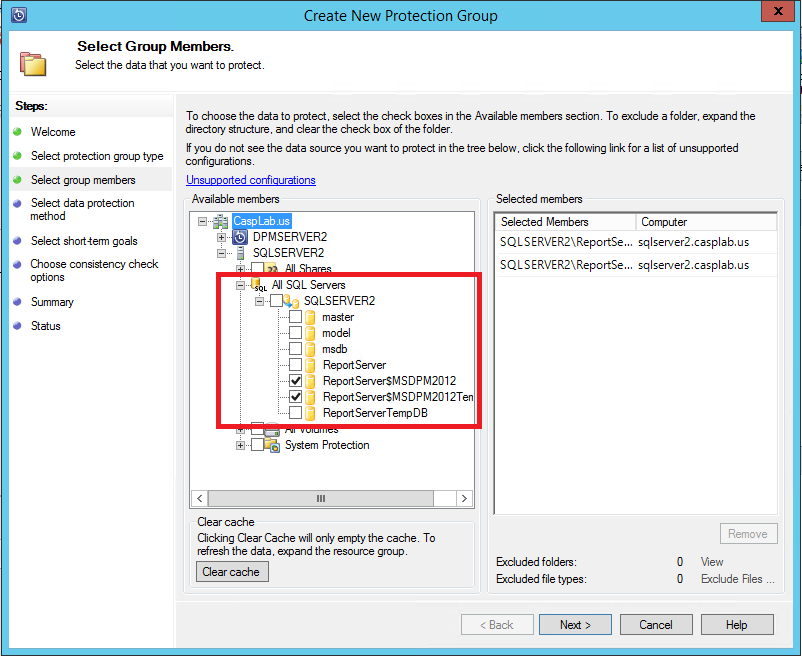 Create New Protection Group
X
Select Group Members.
Select the data that you want to protect.
Steps:
Welcome
Select protection group type
Select group members
Select data protection
method
Select short-term goals
Choose consistency check
options
Summary
Status
To choose the data to protect, select the check boxes in the Available members section. To exclude a folder, expand the
directory structure, and clear the check box of the folder.
If you do not see the data source you want to protect in the tree below, click the following link for a list of unsupported
configurations.
Unsupported configurations
Available members
CaspLab.us
DPMSERVER2
SQLSERVER2
All Shares
All SQL Servers
SQLSERVER2
master
model
msdb
ReportServer
ReportServer$MSDPM2012
ReportServer$MSDPM2012Tem
ReportServerTempDB
All Volumes
System Protection
Clear cache
Clicking Clear Cache will only empty the cache. To
refresh the data, expand the resource group.
Clear cache
Selected members
Selected Members Computer
SQLSERVER2\ReportSe... sqlserver2.casplab.us
SQLSERVER2\ReportSe... sqlserver2.casplab.us
Remove
Excluded folders: 0 View
Excluded file types: 0 Exclude Files ...
< Back Next > Cancel Help